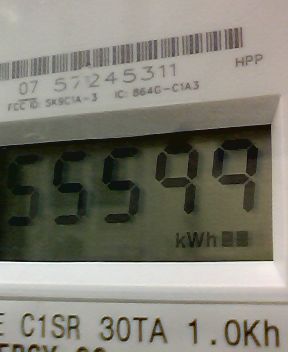 HPP
07 57 245 311
FCC ID: SK9C1A-3 IC: 864G-C1A3
55599
kWh
E C1SR 30TA 1.0Kh